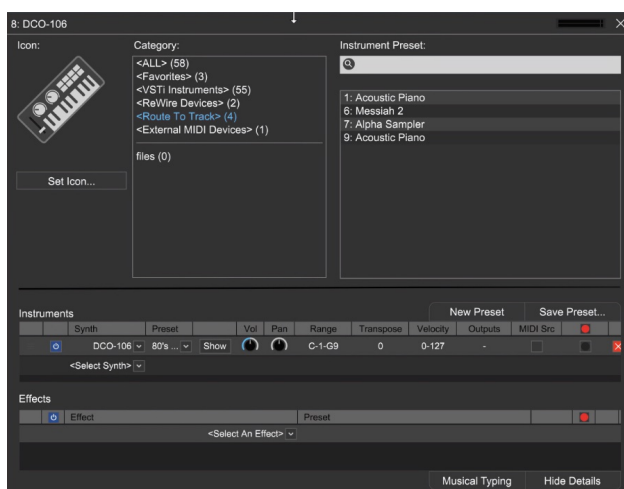 8: DCO-106
Icon:
Category:
Instrument Preset:
<ALL> (58)
<Favorites> (3)
<VSTi Instruments> (55)
<ReWire Devices> (2)
<Route To Track> (4)
<External MIDI Devices> (1)
files (0)
1: Acoustic Piano
6: Messiah 2
7: Alpha Sampler
9: Acoustic Piano
Set Icon...
Instruments
New Preset Save Preset...
Synth Preset Vol Pan Range Transpose Velocity Outputs MIDI Src
DCO-106 80's ... Show C-1-G9 0 0-127 -
<Select Synth>
Effects
Effect Preset
<Select An Effect>
Musical Typing Hide Details